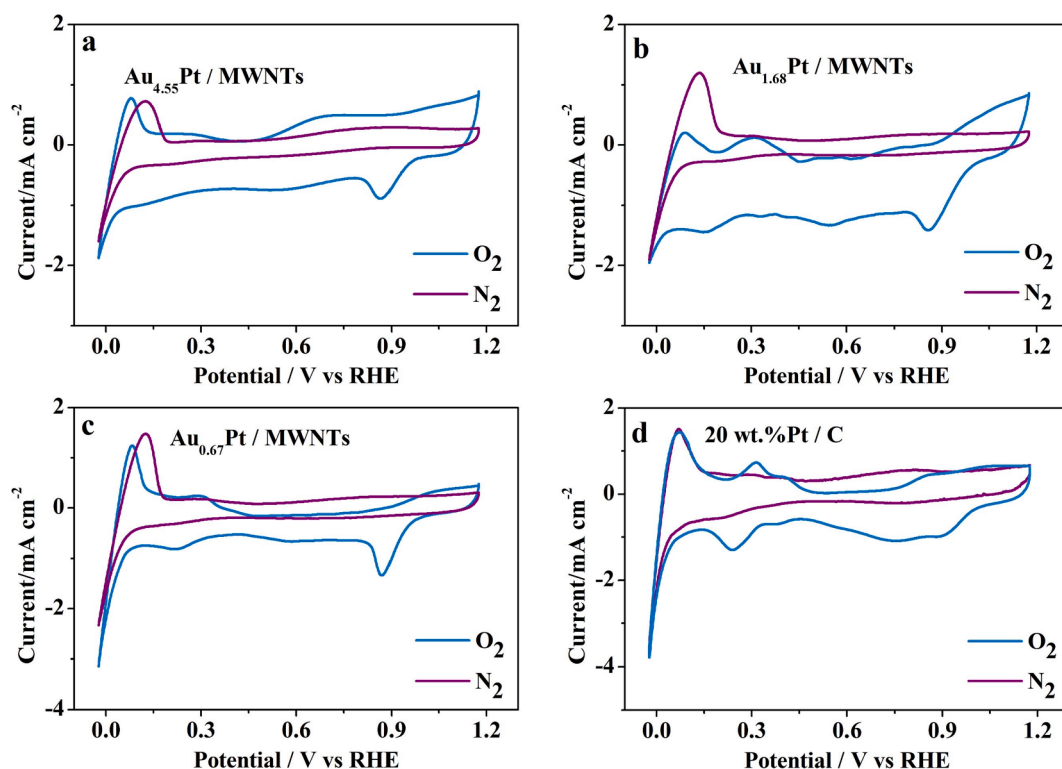 a
Au4.55Pt / MWNTs
2
0
-2
Current/mA cm-2
O2
N2
0.0 0.3 0.6 0.9 1.2
Potential / V vs RHE
b
Au1.68Pt / MWNTs
2
0
-2
Current/mA cm-2
O2
N2
0.0 0.3 0.6 0.9 1.2
Potential / V vs RHE
c
Au0.67Pt / MWNTs
2
0
-2
-4
Current/mA cm-2
O2
N2
0.0 0.3 0.6 0.9 1.2
Potential / V vs RHE
d
20 wt.%Pt / C
2
0
-2
-4
Current/mA cm-2
O2
N2
0.0 0.3 0.6 0.9 1.2
Potential / V vs RHE